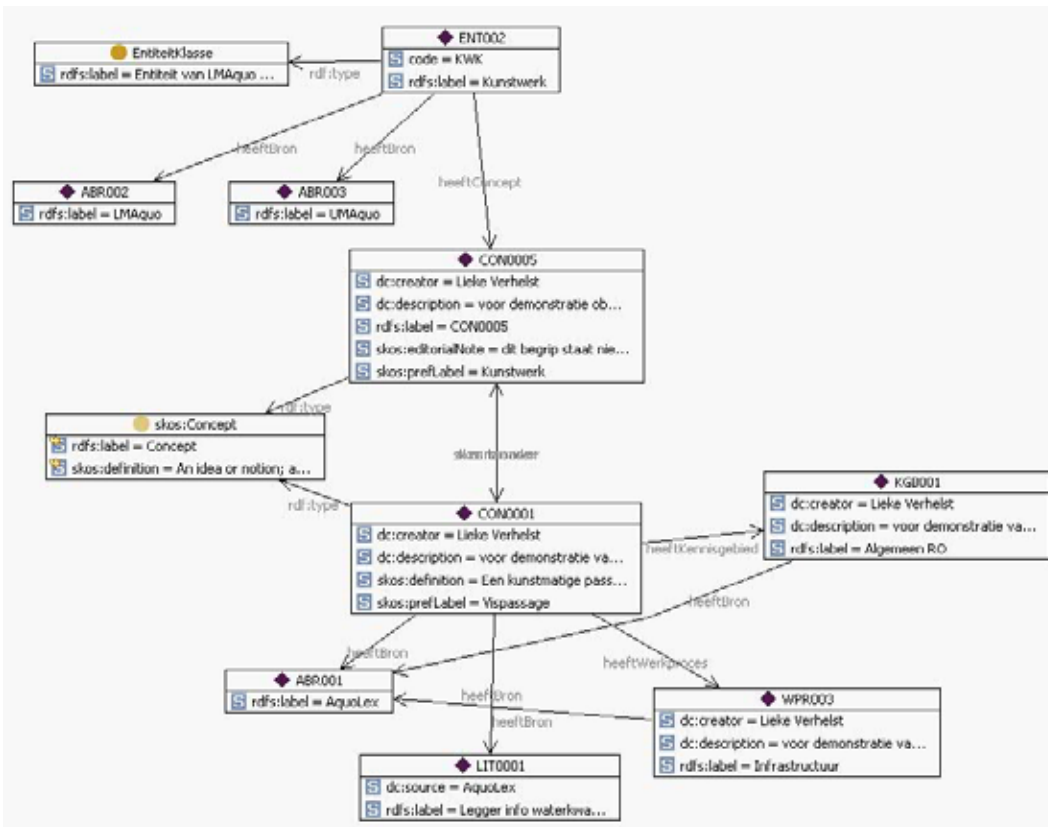 ENT002
code = KWK
rdfs:label = Kunstwerk
EntiteitKlasse
rdfs:label = Entiteit van LMAquo ...
rdf:type
heeftBron
heeftBron
heeftConcept
ABR002
rdfs:label = LMAquo
ABR003
rdfs:label = UMAquo
CON0005
dc:creator = Lieke Verhelst
dc:description = voor demonstratie ob...
rdfs:label = CON0005
skos:editorialNote = dit begrip staat nie...
skos:prefLabel = Kunstwerk
rdf:type
skos:Concept
rdfs:label = Concept
skos:definition = An idea or notion; a...
rdf:type
CON0001
dc:creator = Lieke Verhelst
dc:description = voor demonstratie va...
skos:definition = Een kunstmatige pass...
skos:prefLabel = Vispassage
heeftKennisgebied
KGB001
dc:creator = Lieke Verhelst
dc:description = voor demonstratie va...
rdfs:label = Algemeen RO
heeftBron
heeftBron
heeftWerkproces
ABR001
rdfs:label = AquoLex
heeftBron
heeftBron
WPR003
dc:creator = Lieke Verhelst
dc:description = voor demonstratie va...
rdfs:label = Infrastructuur
LIT0001
dc:source = AquoLex
rdfs:label = Legger info waterkwa...